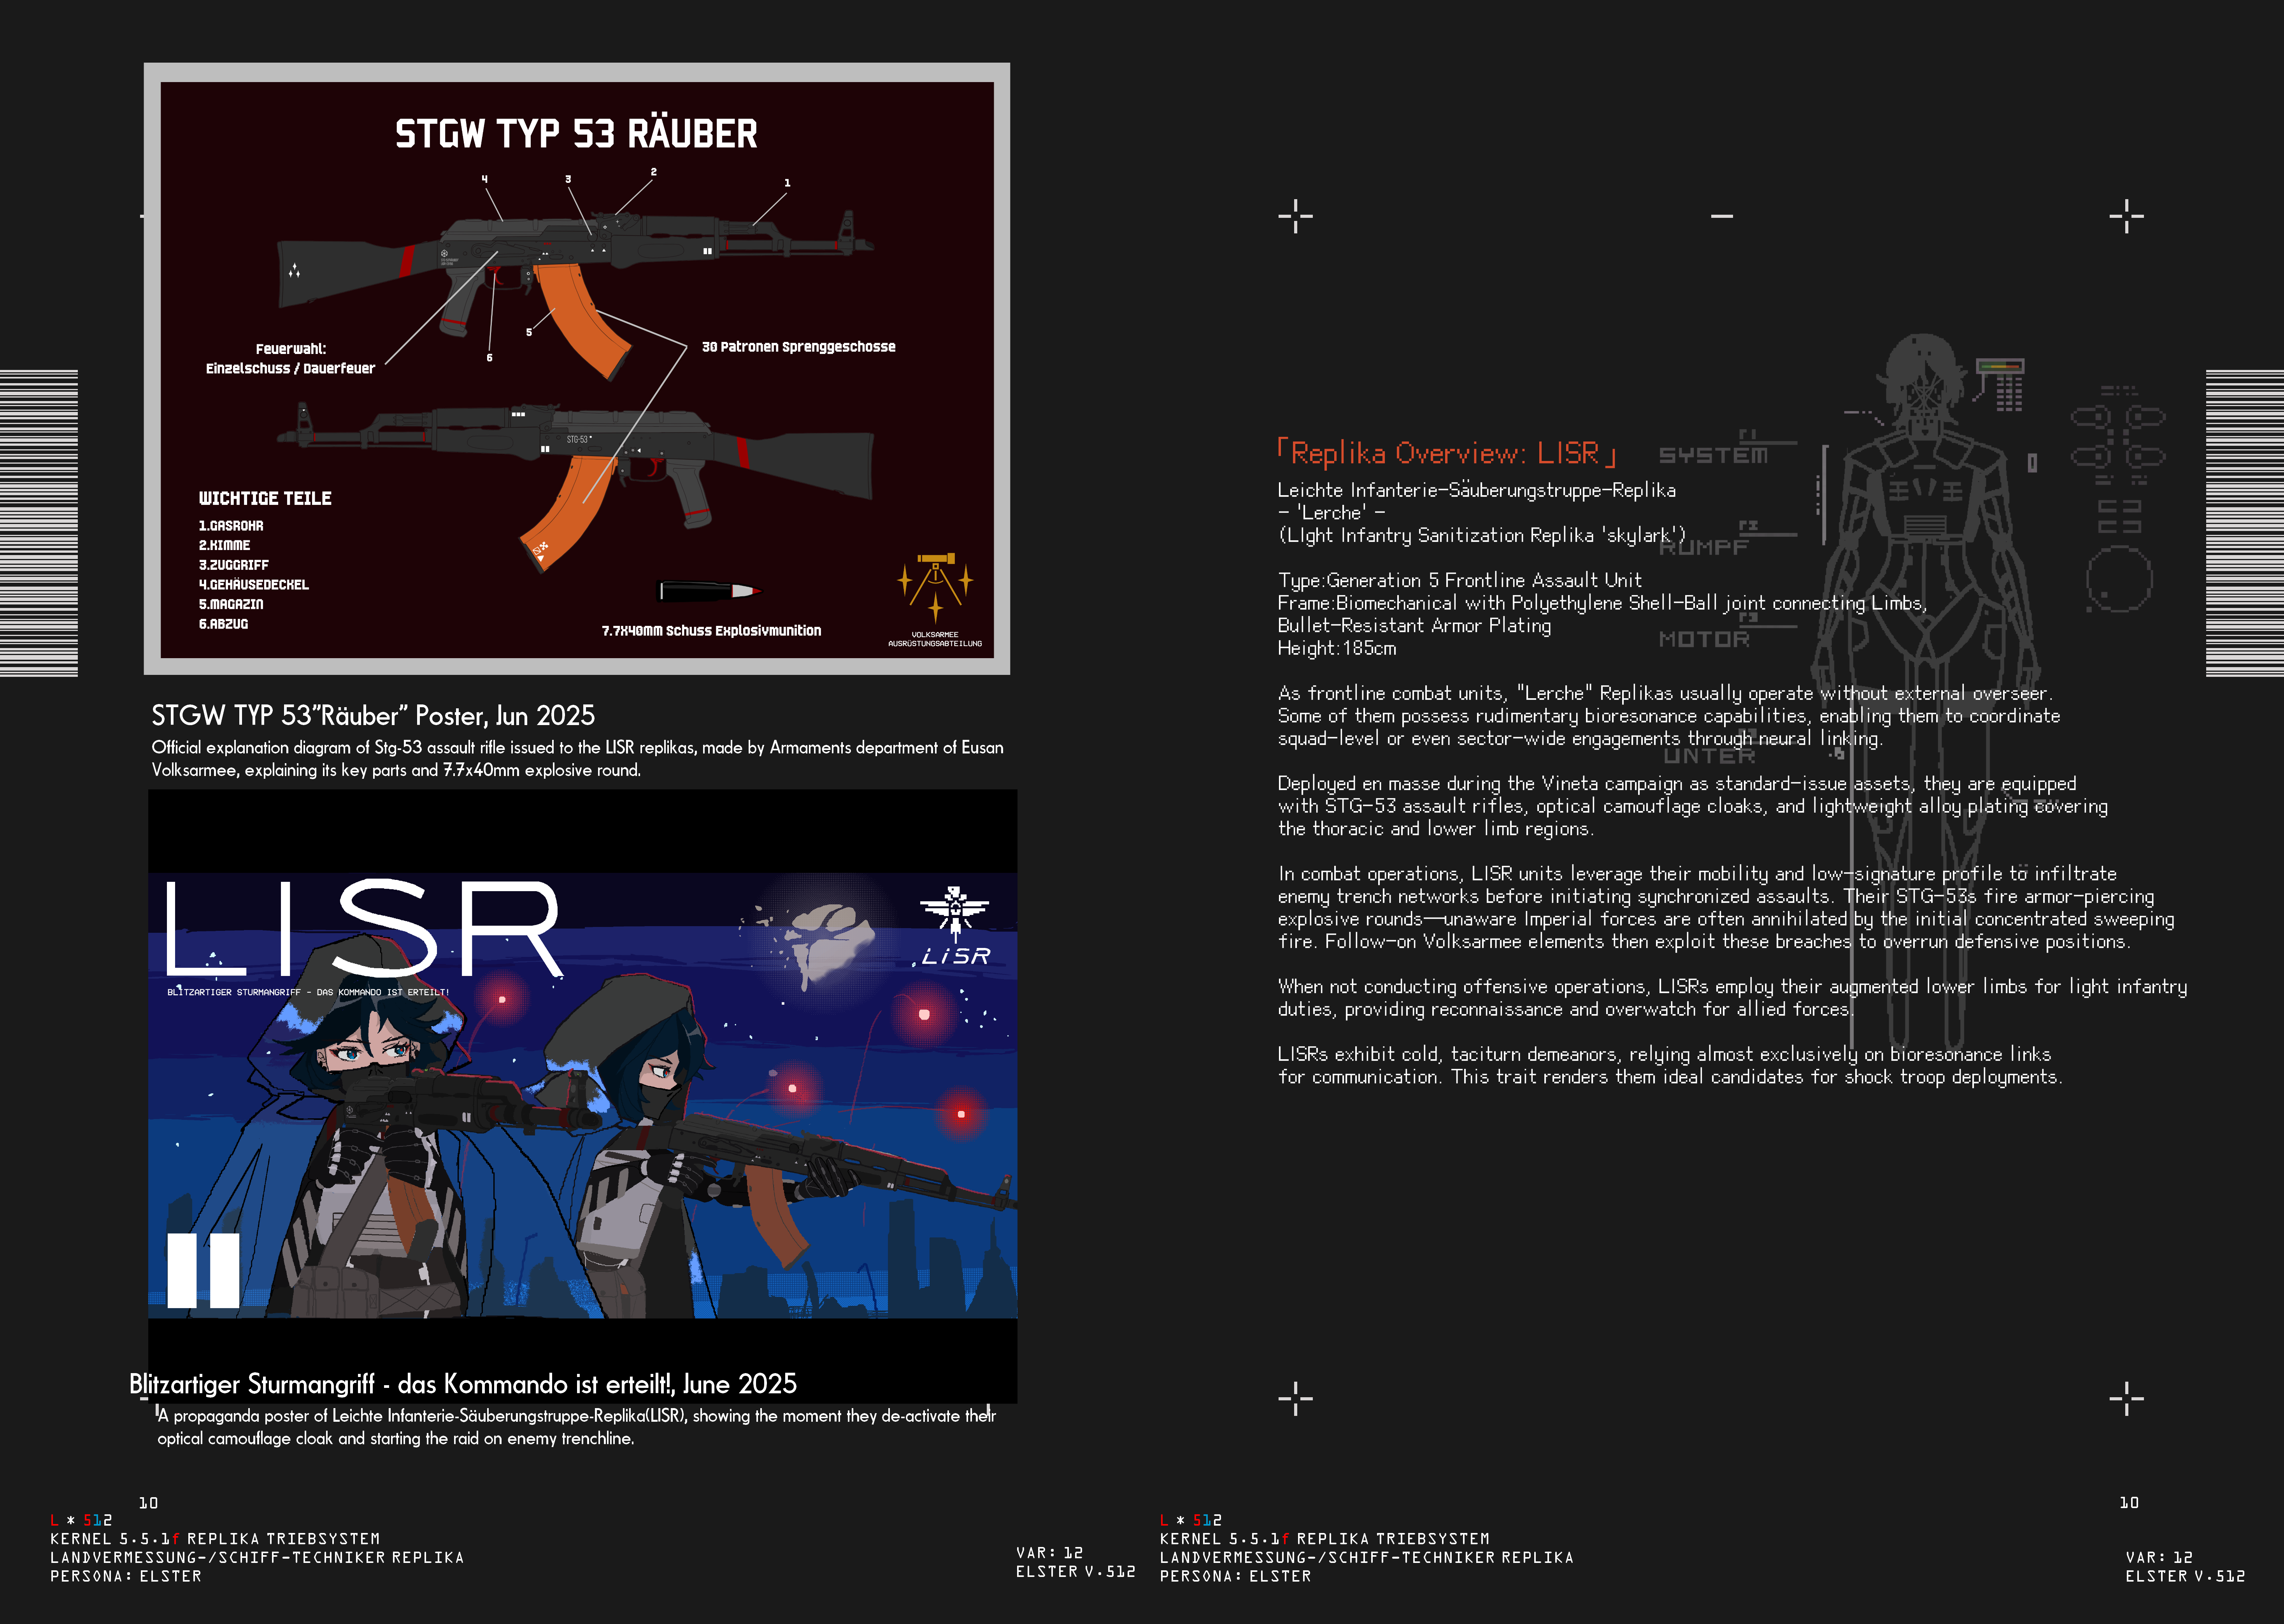 STGW TYP 53 RÄUBER
4
3
2
1
5
6
Feuerwahl:
Einzelschuss / Dauerfeuer
30 Patronen Sprenggeschosse
STG-53
WICHTIGE TEILE
1.GASROHR
2.KIMME
3.ZUGGRIFF
4.GEHÄUSEDECKEL
5.MAGAZIN
6.ABZUG
7.7X40MM Schuss Explosivmunition
VOLKSARMEE
AUSRÜSTUNGSABTEILUNG
STGW TYP 53"Räuber" Poster, Jun 2025
Official explanation diagram of Stg-53 assault rifle issued to the LISR replikas, made by Armaments department of Eusan
Volksarmee, explaining its key parts and 7.7x40mm explosive round.
LISR
BLITZARTIGER STURMANGRIFF - DAS KOMMANDO IST ERTEILT!
LiSR
Blitzartiger Sturmangriff - das Kommando ist erteilt!, June 2025
A propaganda poster of Leichte Infanterie-Säuberungstruppe-Replika(LISR), showing the moment they de-activate their
optical camouflage cloak and starting the raid on enemy trenchline.
10
L * 512
KERNEL 5.5.1f REPLIKA TRIEBSYSTEM
LANDVERMESSUNG-/SCHIFF-TECHNIKER REPLIKA
PERSONA: ELSTER
VAR: 12
ELSTER V.512
「Replika Overview: LISR」
Leichte Infanterie-Säuberungstruppe-Replika
- 'Lerche' -
(LIght Infantry Sanitization Replika 'skylark')
Type:Generation 5 Frontline Assault Unit
Frame:Biomechanical with Polyethylene Shell-Ball joint connecting Limbs,
Bullet-Resistant Armor Plating
Height:185cm
As frontline combat units, "Lerche" Replikas usually operate without external overseer.
Some of them possess rudimentary bioresonance capabilities, enabling them to coordinate
squad-level or even sector-wide engagements through neural linking.
Deployed en masse during the Vineta campaign as standard-issue assets, they are equipped
with STG-53 assault rifles, optical camouflage cloaks, and lightweight alloy plating covering
the thoracic and lower limb regions.
In combat operations, LISR units leverage their mobility and low-signature profile to infiltrate
enemy trench networks before initiating synchronized assaults. Their STG-53s fire armor-piercing
explosive rounds——unaware Imperial forces are often annihilated by the initial concentrated sweeping
fire. Follow-on Volksarmee elements then exploit these breaches to overrun defensive positions.
When not conducting offensive operations, LISRs employ their augmented lower limbs for light infantry
duties, providing reconnaissance and overwatch for allied forces.
LISRs exhibit cold, taciturn demeanors, relying almost exclusively on bioresonance links
for communication. This trait renders them ideal candidates for shock troop deployments.
SYSTEM
RUMPF
MOTOR
UNTER
10
L * 512
KERNEL 5.5.1f REPLIKA TRIEBSYSTEM
LANDVERMESSUNG-/SCHIFF-TECHNIKER REPLIKA
PERSONA: ELSTER
VAR: 12
ELSTER V.512